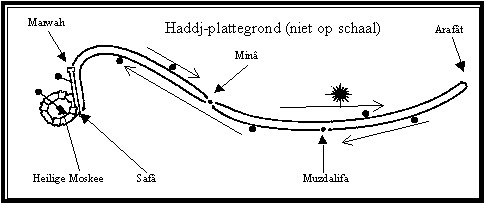 Haddj-plattegrond (niet op schaal)
Marwah
Arafât
Minâ
Heilige Moskee
Safâ
Muzdalifa